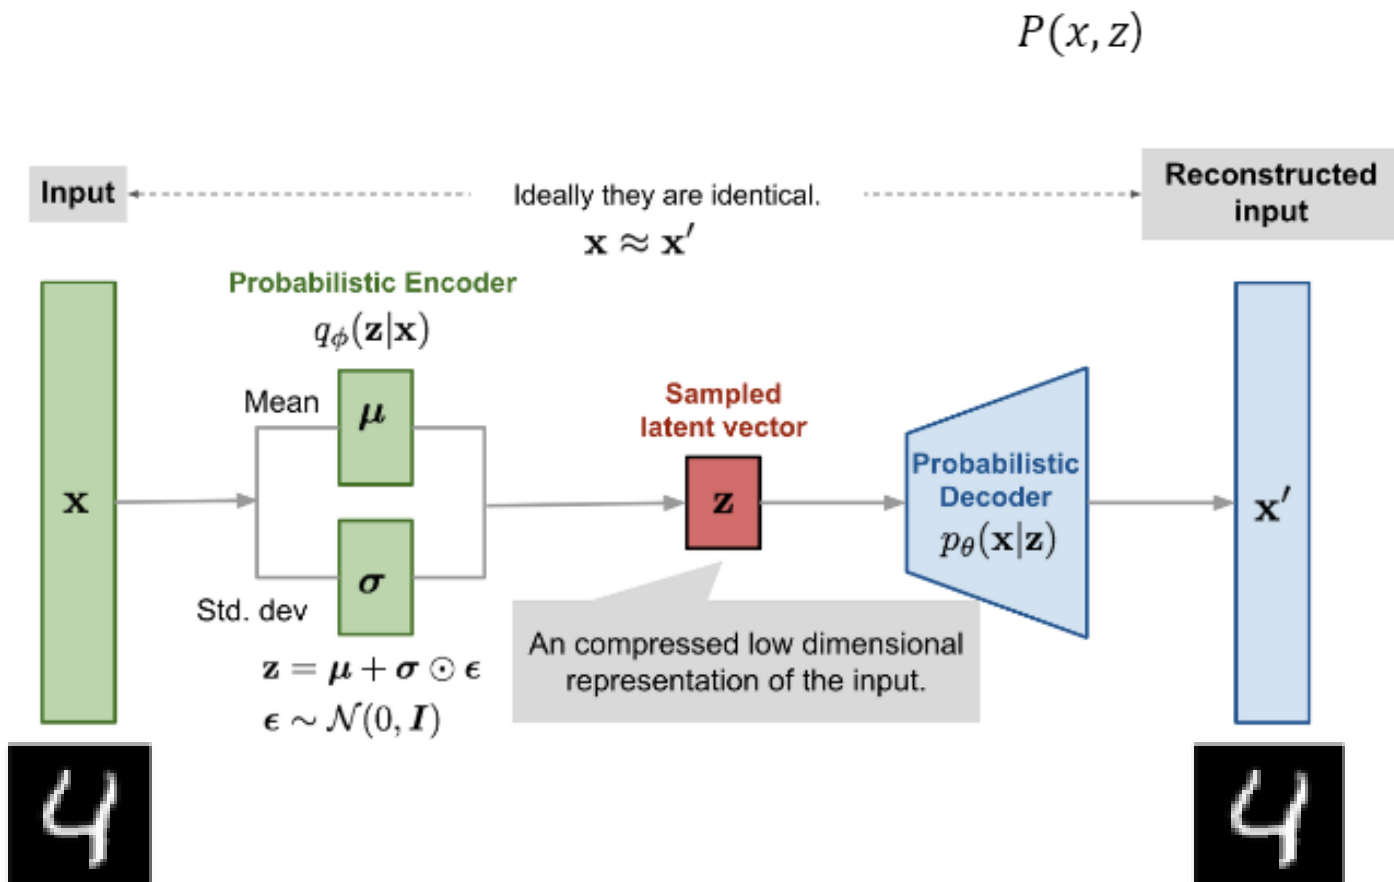 P(x, z)
Input
Ideally they are identical.
x ≈ x′
Reconstructed
input
Probabilistic Encoder
qϕ(z|x)
Mean
μ
x
σ
Std. dev
z = μ + σ ⊙ ϵ
ϵ ∼ 𝒩(0, I)
Sampled
latent vector
z
An compressed low dimensional
representation of the input.
Probabilistic
Decoder
pθ(x|z)
x′
4
4